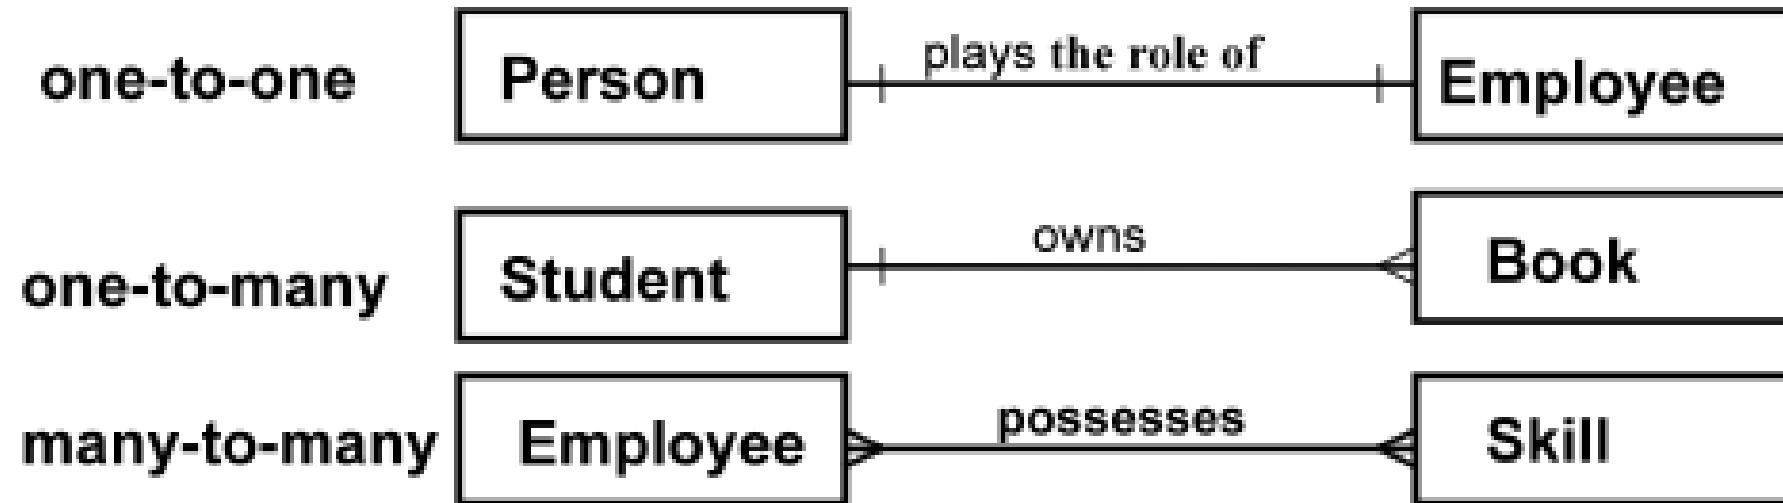 one-to-one Person plays the role of Employee
one-to-many Student owns Book
many-to-many Employee possesses Skill